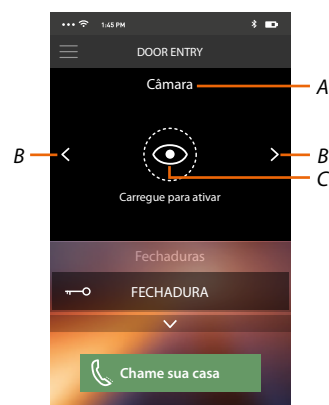 1:45 PM
DOOR ENTRY
Câmara
A
B
B
C
Carregue para ativar
Fechaduras
FECHADURA
Chame sua casa